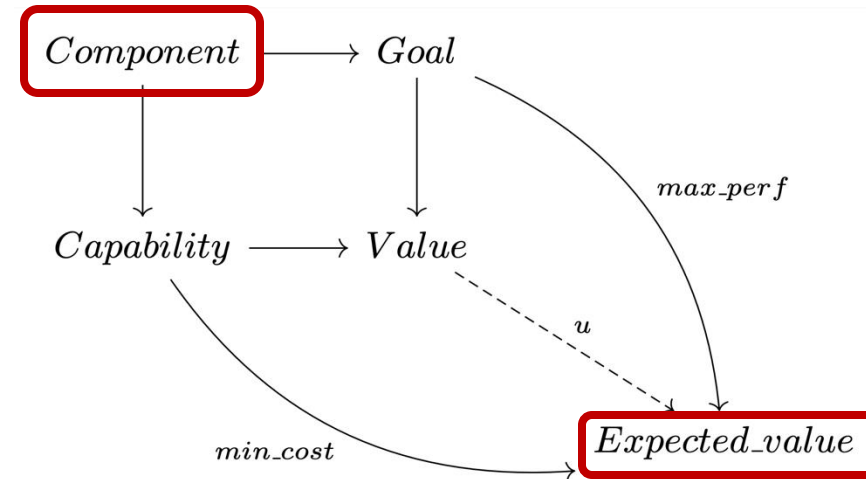 Component Goal
max_perf
Capability Value
u
Expected_value
min_cost